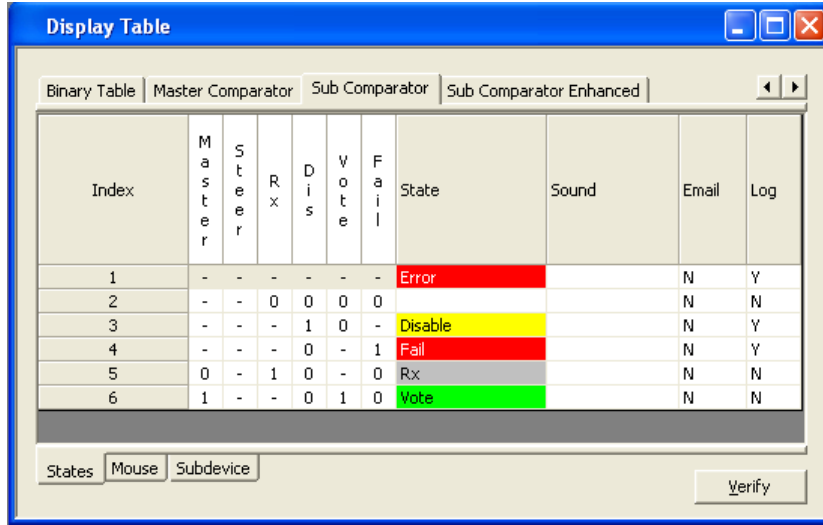 Display Table
Binary Table Master Comparator Sub Comparator Sub Comparator Enhanced
Index Master Steer Rx Dis Vote Fail State Sound Email Log
1 - - - - - - Error N Y
2 - - 0 0 0 0 N N
3 - - - 1 0 - Disable N Y
4 - - - 0 - 1 Fail N Y
5 0 - 1 0 - 0 Rx N N
6 1 - - 0 1 0 Vote N N
States Mouse Subdevice
Verify